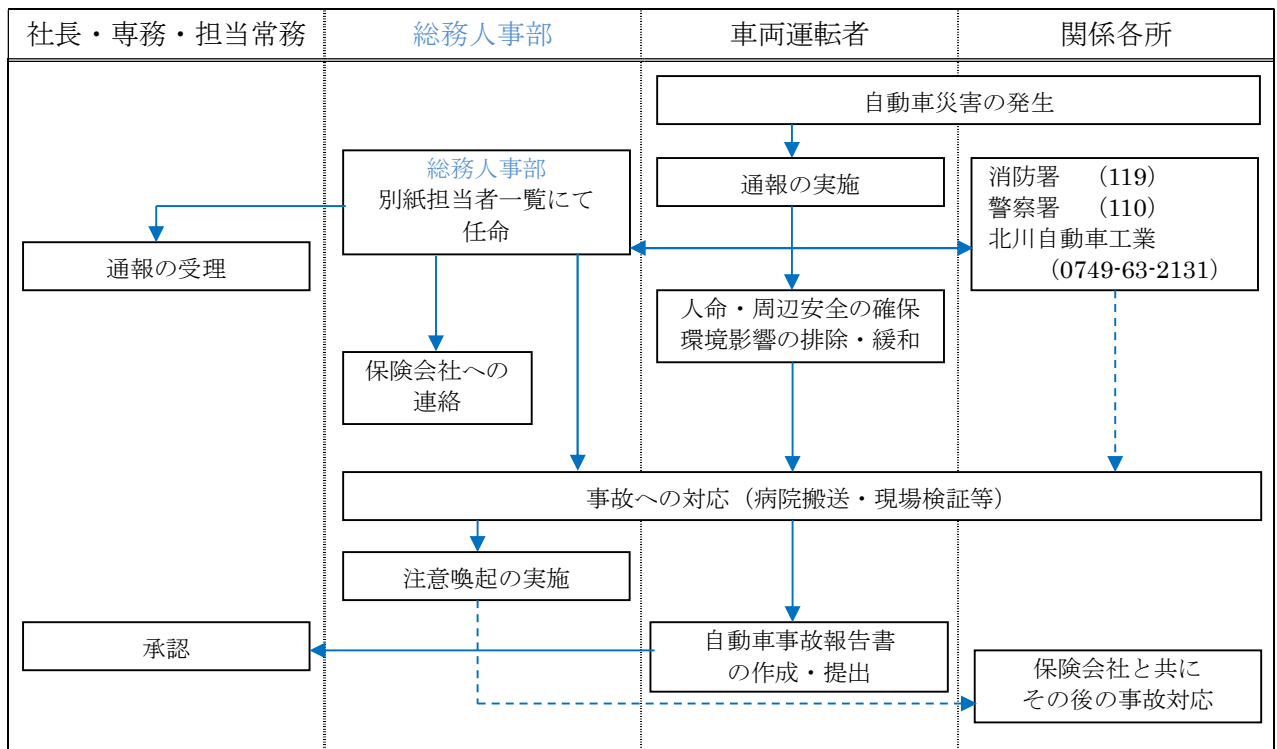 社長・専務・担当常務
総務人事部
車両運転者
関係各所
自動車災害の発生
総務人事部
別紙担当者一覧にて
任命
通報の実施
消防署 (119)
警察署 (110)
北川自動車工業
(0749-63-2131)
通報の受理
人命・周辺安全の確保
環境影響の排除・緩和
保険会社への
連絡
事故への対応（病院搬送・現場検証等）
注意喚起の実施
承認
自動車事故報告書
の作成・提出
保険会社と共に
その後の事故対応